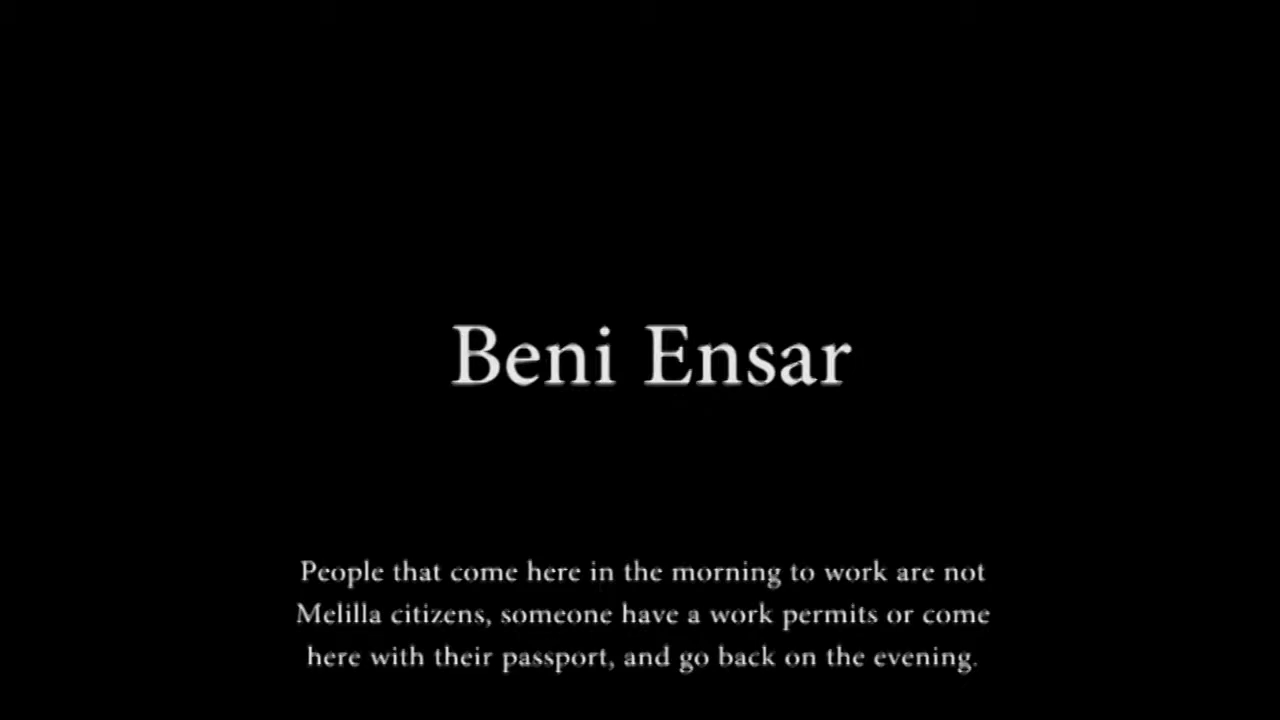 Beni Ensar
People that come here in the morning to work are not
Melilla citizens, someone have a work permits or come
here with their passport, and go back on the evening.